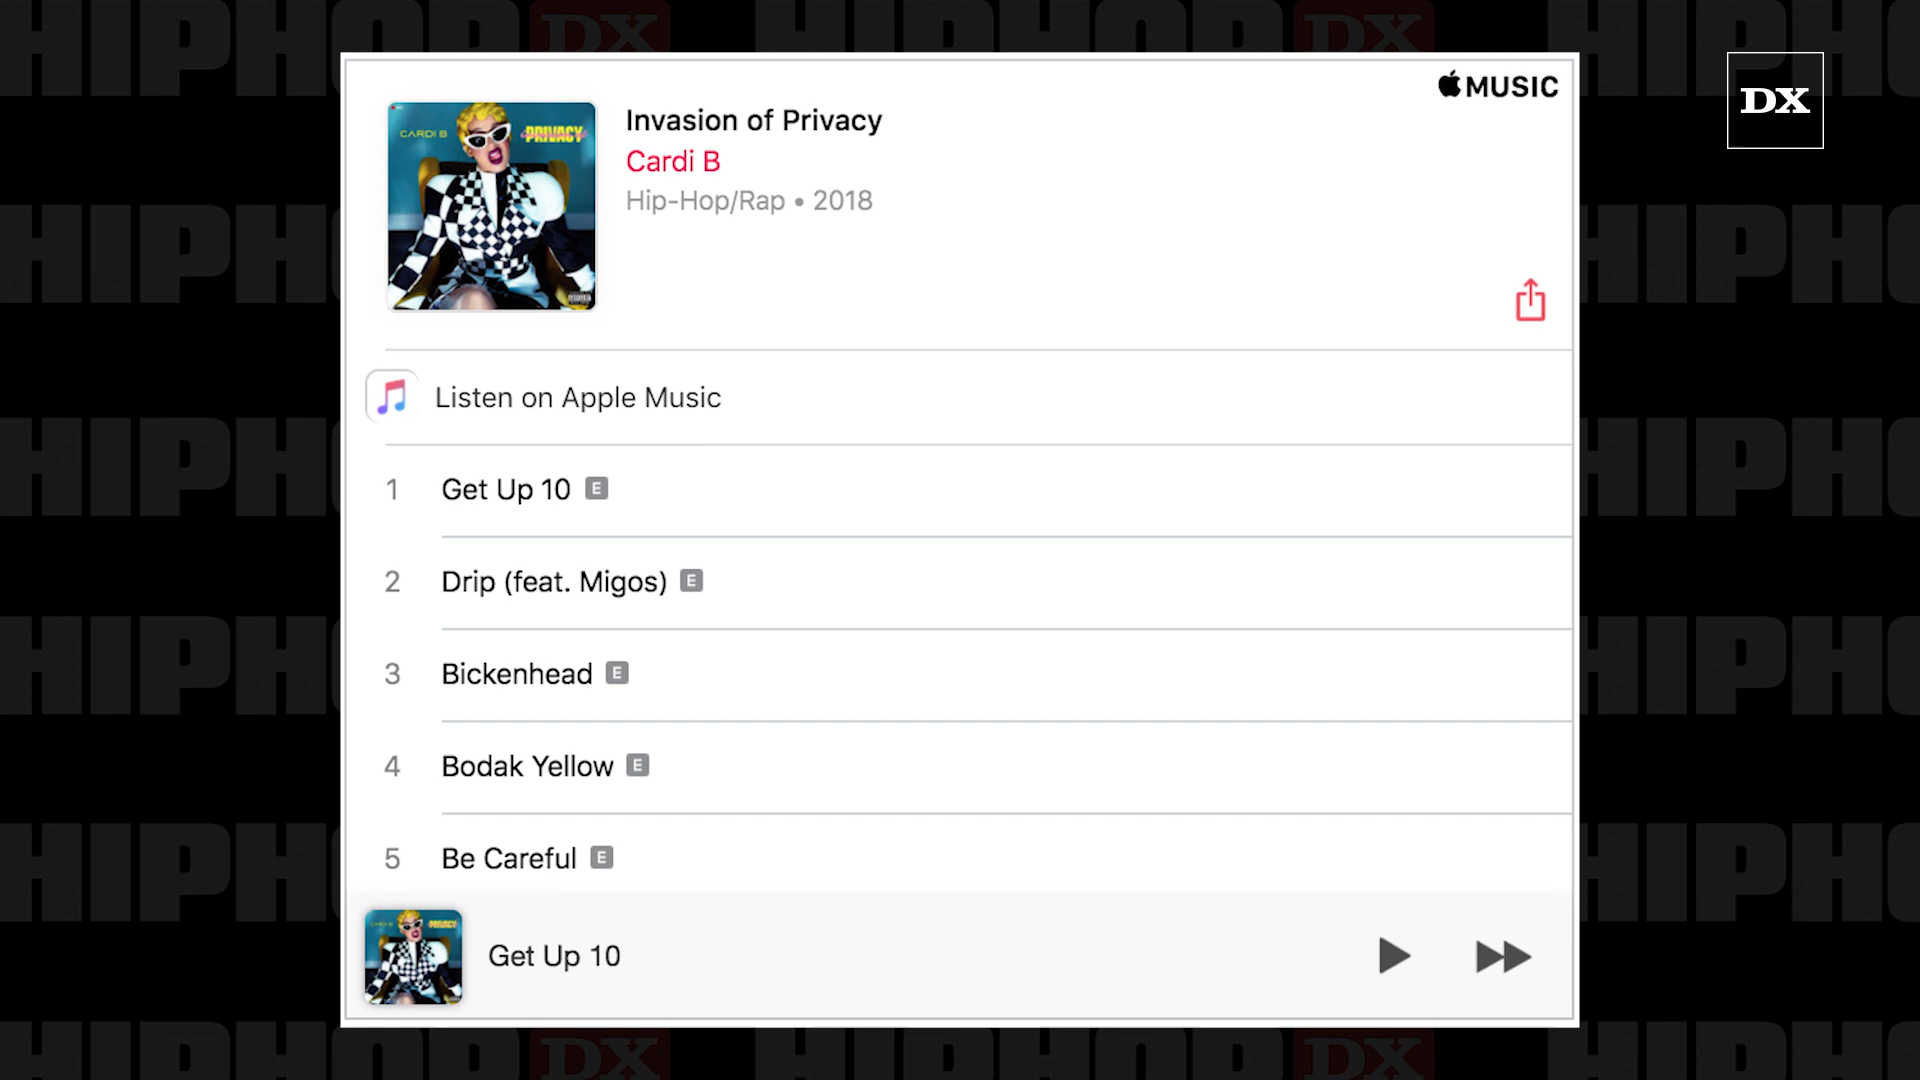 HIPHOPDX
MUSIC
DX
CARDI B
PRIVACY
Invasion of Privacy
Cardi B
Hip-Hop/Rap • 2018
Listen on Apple Music
1 Get Up 10 E
2 Drip (feat. Migos) E
3 Bickenhead E
4 Bodak Yellow E
5 Be Careful E
Get Up 10